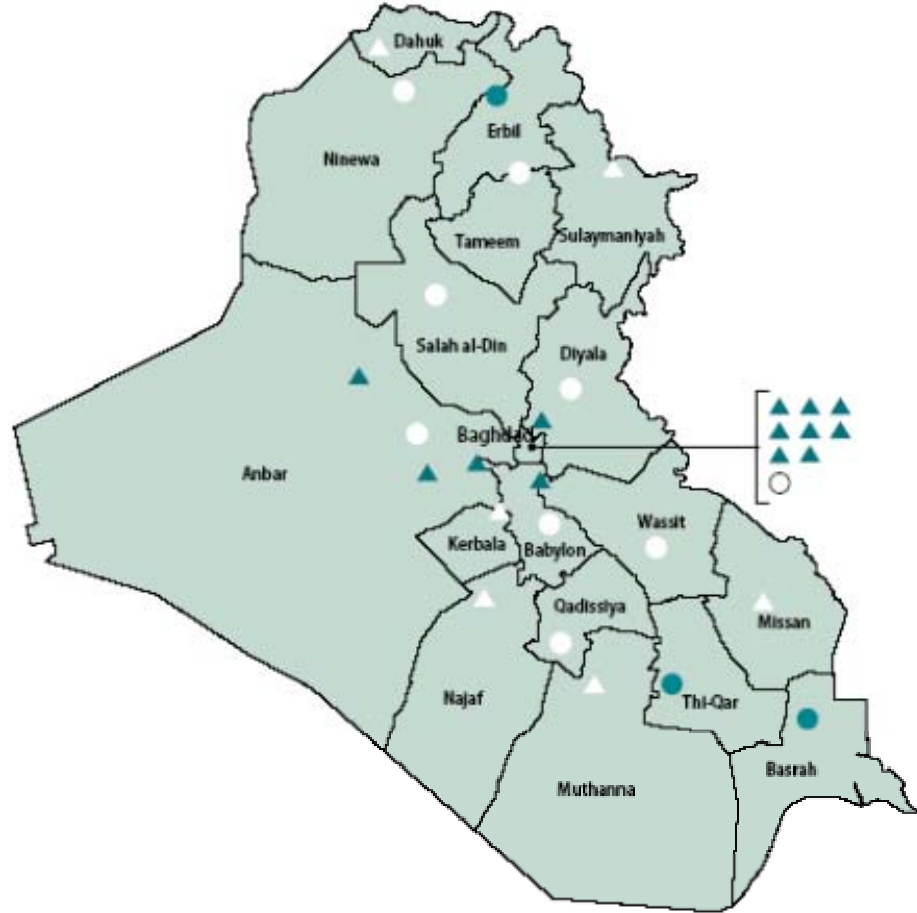 Dahuk
Erbil
Ninewa
Tameem
Sulaymaniyah
Salah al-Din
Diyala
Baghdad
Anbar
Wassit
Kerbala
Babylon
Qadissiya
Missan
Najaf
Thi-Qar
Basrah
Muthanna